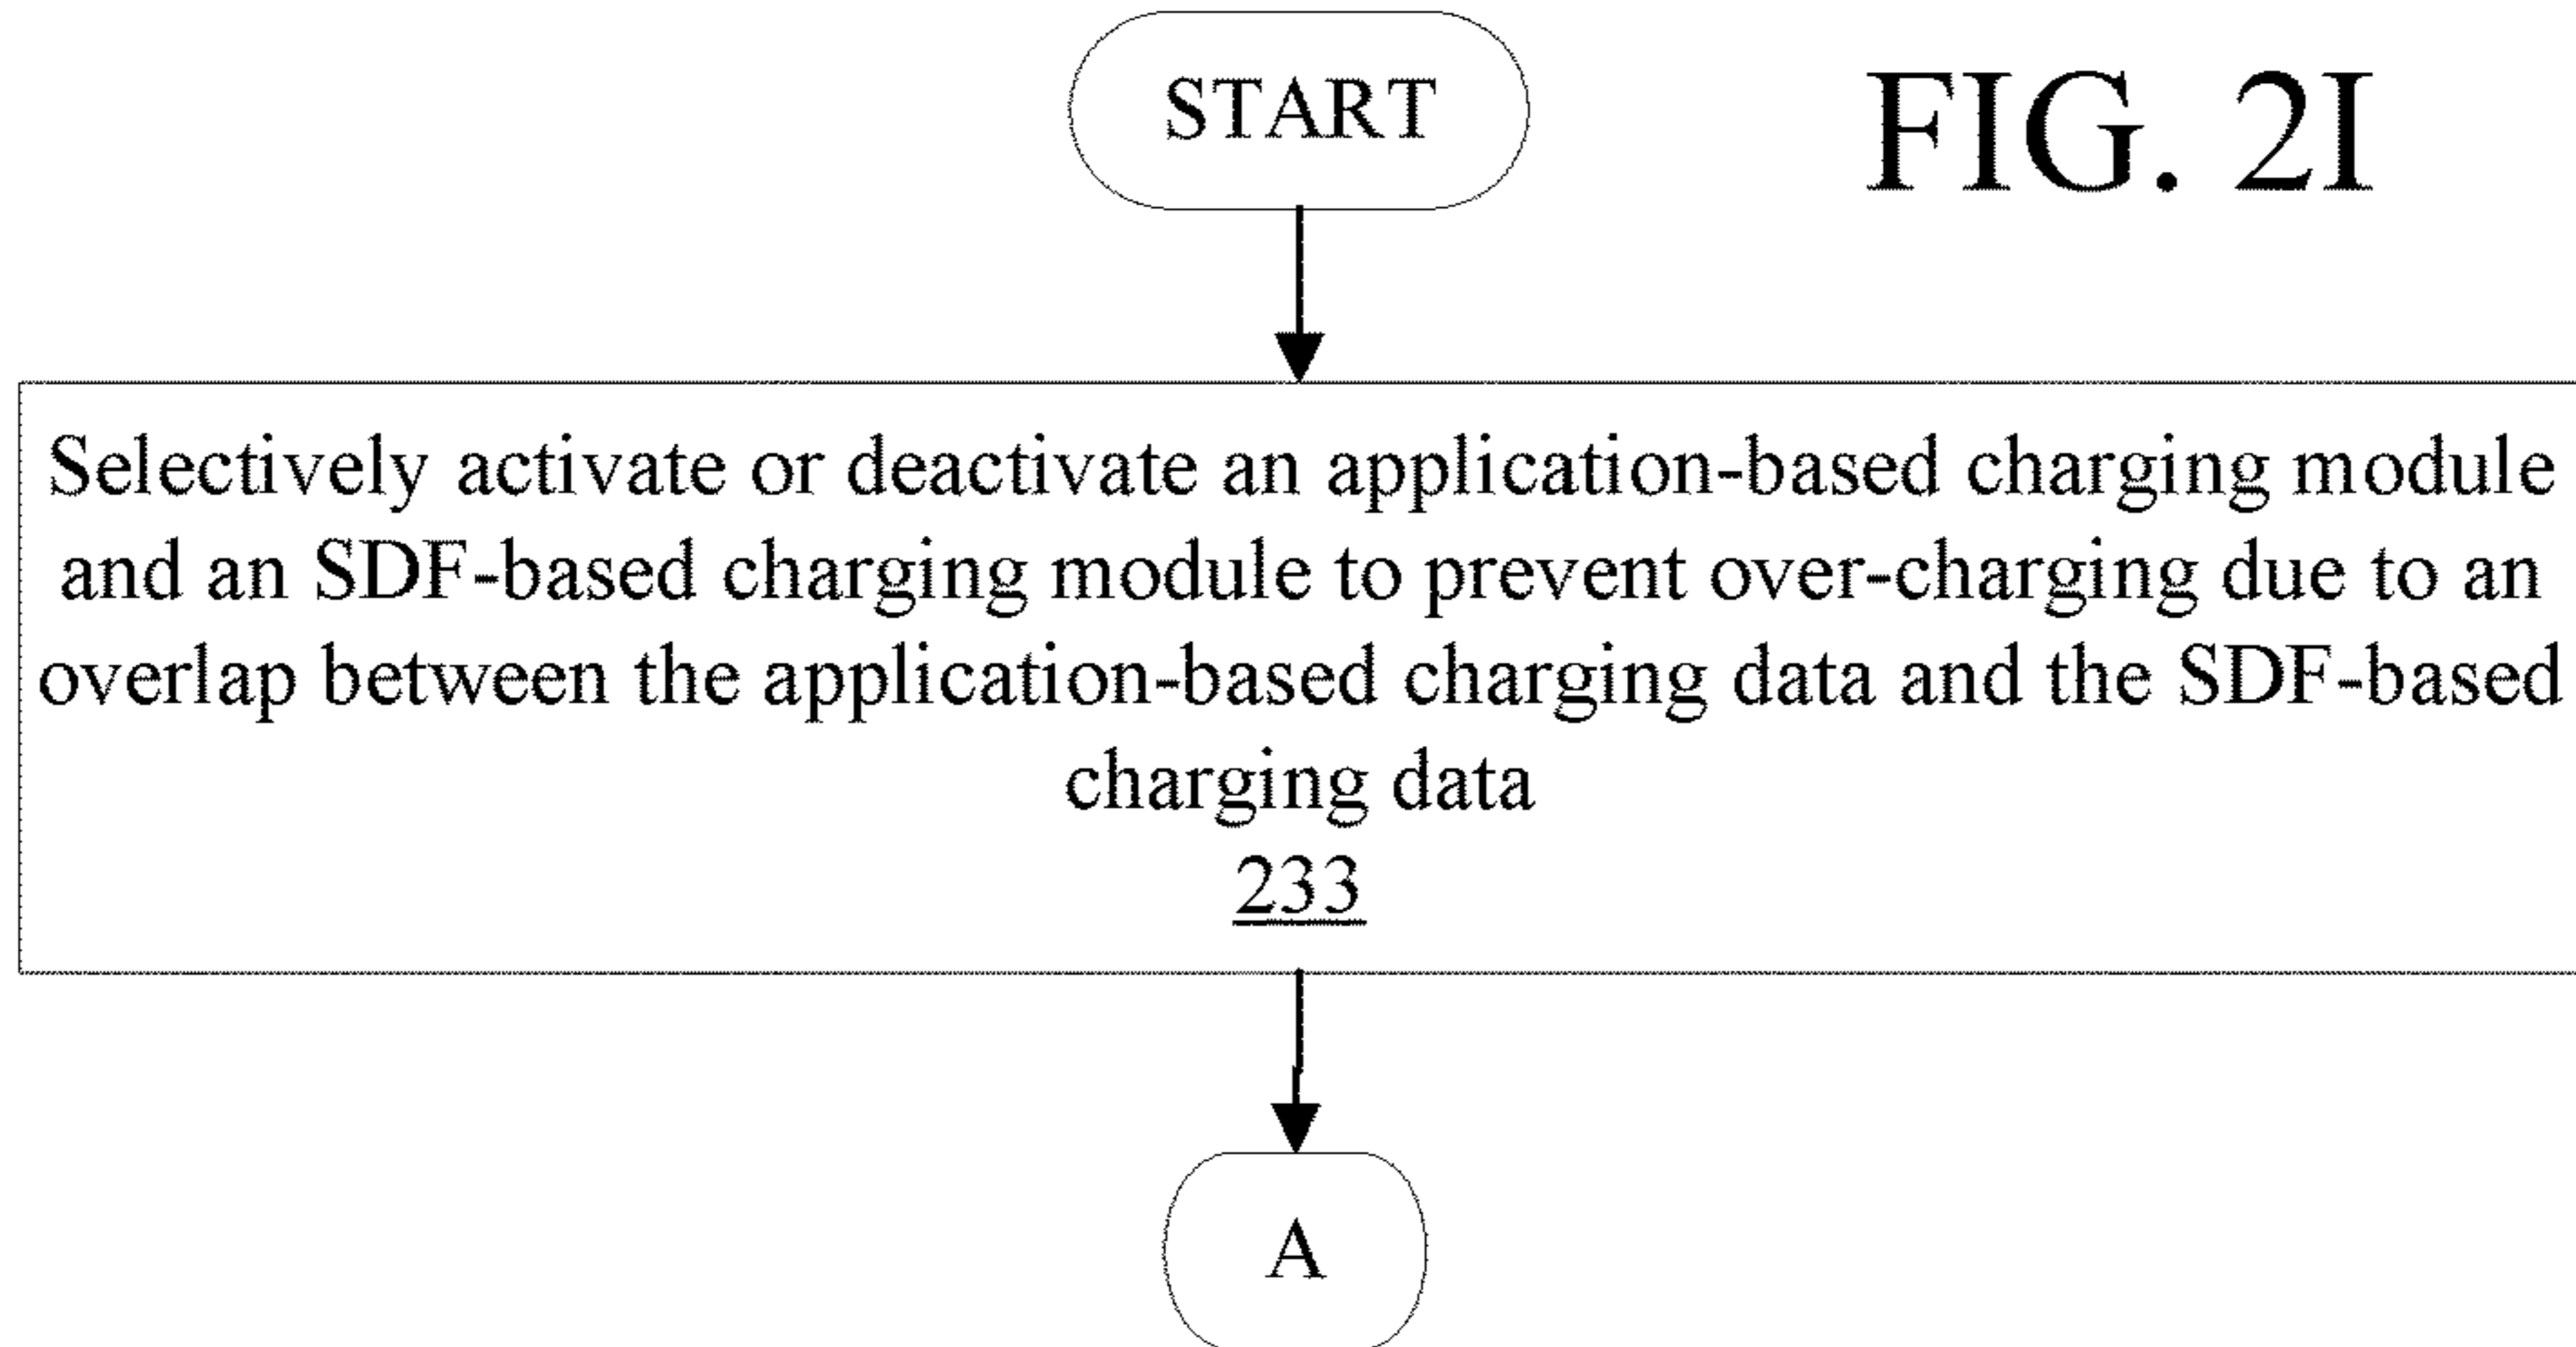 START
FIG. 2I
Selectively activate or deactivate an application-based charging module
and an SDF-based charging module to prevent over-charging due to an
overlap between the application-based charging data and the SDF-based
charging data
233
A